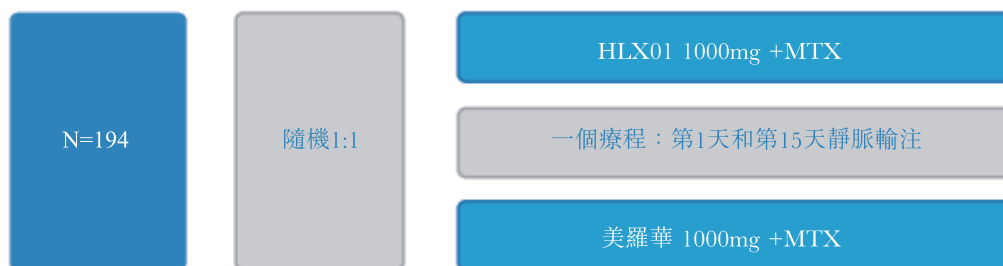 N=194
隨機1:1
HLX01 1000mg +MTX
一個療程：第1天和第15天靜脈輸注
美羅華 1000mg +MTX